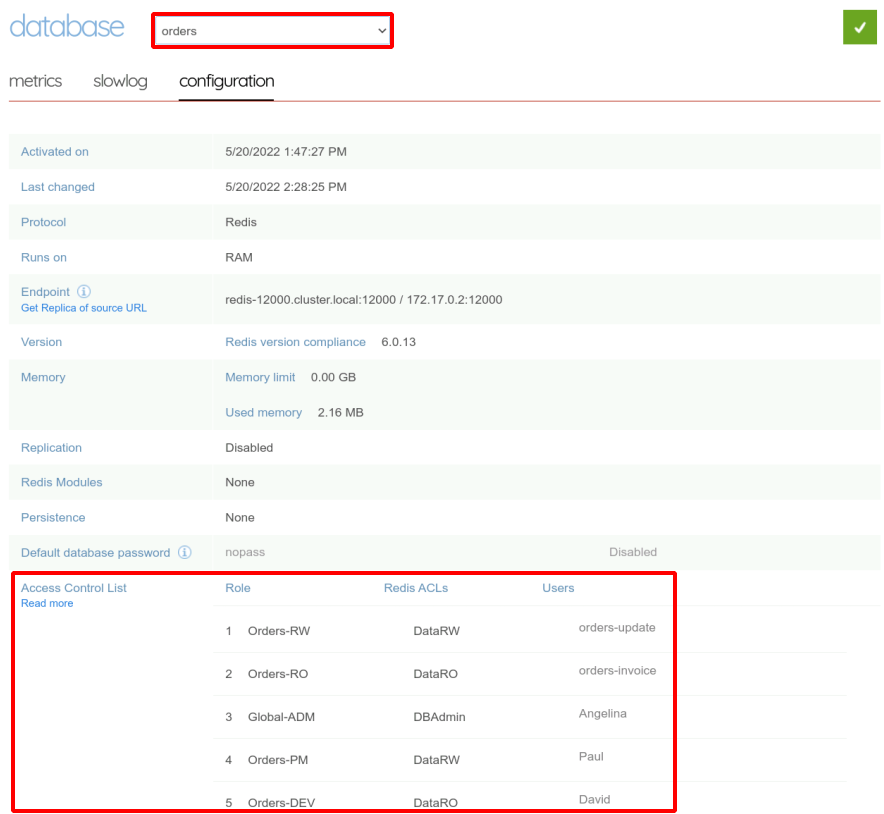 database orders
metrics slowlog configuration
Activated on 5/20/2022 1:47:27 PM
Last changed 5/20/2022 2:28:25 PM
Protocol Redis
Runs on RAM
Endpoint
Get Replica of source URL
redis-12000.cluster.local:12000 / 172.17.0.2:12000
Version Redis version compliance 6.0.13
Memory Memory limit 0.00 GB
Used memory 2.16 MB
Replication Disabled
Redis Modules None
Persistence None
Default database password nopass Disabled
Access Control List Role Redis ACLs Users
Read more
1 Orders-RW DataRW orders-update
2 Orders-RO DataRO orders-invoice
3 Global-ADM DBAdmin Angelina
4 Orders-PM DataRW Paul
5 Orders-DEV DataRO David